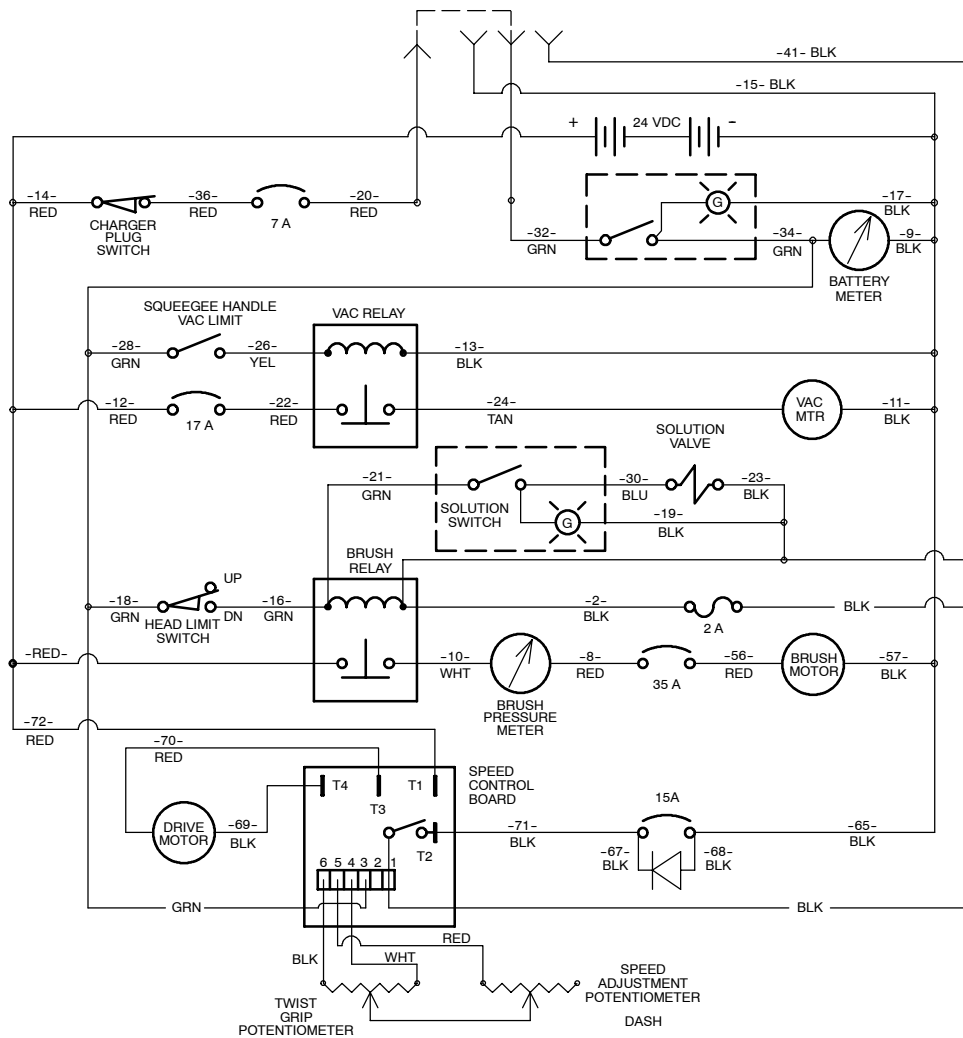 -41- BLK
-15- BLK
+ 24 VDC -
-14-
RED
-36-
RED
-20-
RED
CHARGER
PLUG
SWITCH
7 A
G
-17-
BLK
-32-
GRN
-34-
GRN
-9-
BLK
BATTERY
METER
SQUEEGEE HANDLE
VAC LIMIT
VAC RELAY
-28-
GRN
-26-
YEL
-13-
BLK
-12-
RED
17 A
-22-
RED
-24-
TAN
VAC
MTR
-11-
BLK
SOLUTION
VALVE
-21-
GRN
SOLUTION
SWITCH
-30-
BLU
-23-
BLK
G
-19-
BLK
BRUSH
RELAY
UP
DN
-18-
GRN
HEAD LIMIT
SWITCH
-16-
GRN
-2-
BLK
2 A
BLK
-RED-
-10-
WHT
BRUSH
PRESSURE
METER
-8-
RED
35 A
-56-
RED
BRUSH
MOTOR
-57-
BLK
-72-
RED
-70-
RED
T4
T3
T1
SPEED
CONTROL
BOARD
DRIVE
MOTOR
-69-
BLK
T2
-71-
BLK
15A
-67-
BLK
-68-
BLK
-65-
BLK
6 5 4 3 2 1
GRN
BLK
RED
BLK
WHT
TWIST
GRIP
POTENTIOMETER
SPEED
ADJUSTMENT
POTENTIOMETER
DASH